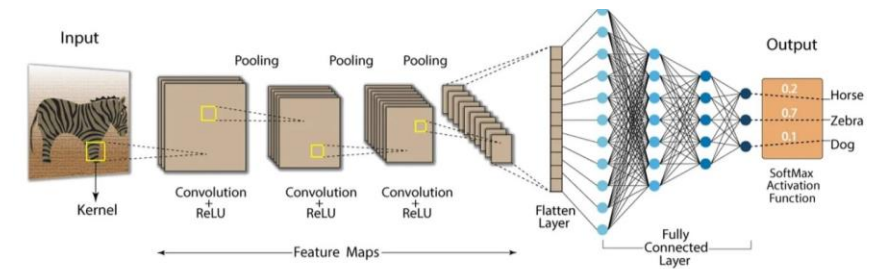 Input
Pooling
Pooling
Pooling
Output
0.2
Horse
0.7
Zebra
0.1
Dog
Kernel
Convolution
+
ReLU
Convolution
+
ReLU
Convolution
+
ReLU
Flatten
Layer
SoftMax
Activation
Function
Feature Maps
Fully
Connected
Layer